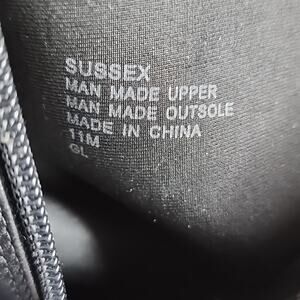 SUSSEX
MAN MADE UPPER
MAN MADE OUTSOLE
MADE IN CHINA
11M
GL